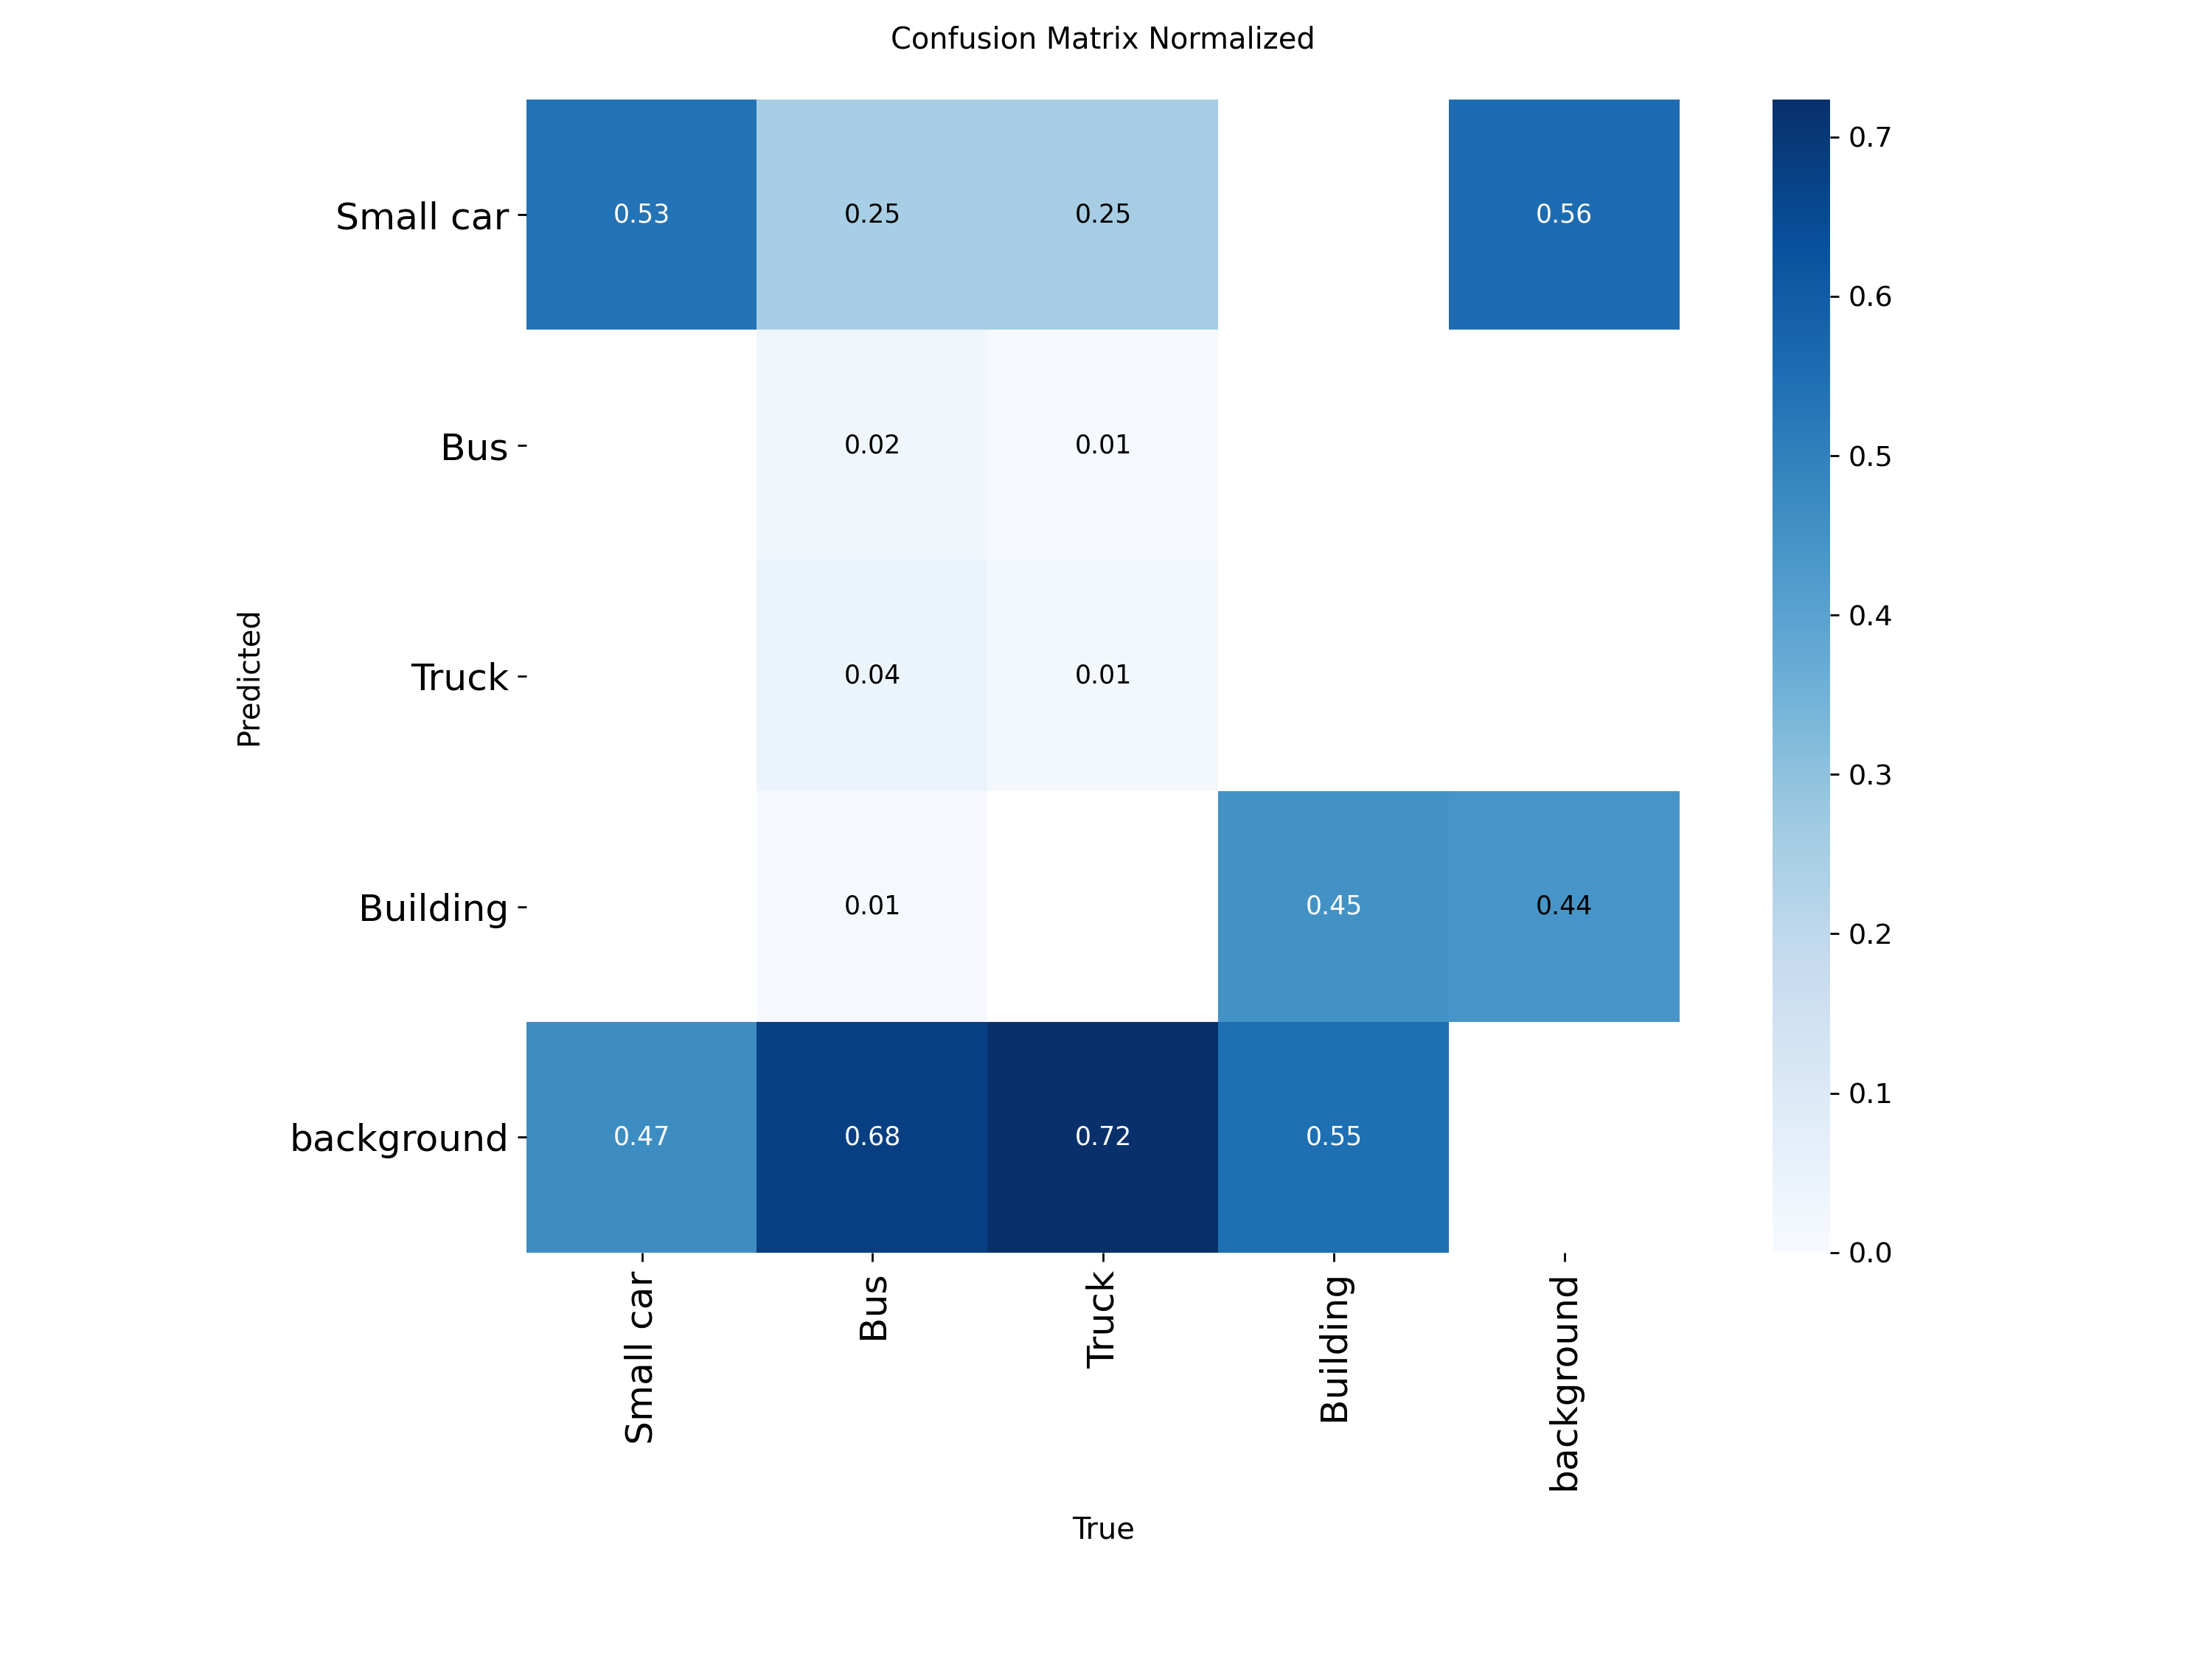 Confusion Matrix Normalized
Small car
0.53
0.25
0.25
0.56
Bus
0.02
0.01
Truck
0.04
0.01
Building
0.01
0.45
0.44
background
0.47
0.68
0.72
0.55
Predicted
Small car
Bus
Truck
Building
background
True
0.7
0.6
0.5
0.4
0.3
0.2
0.1
0.0